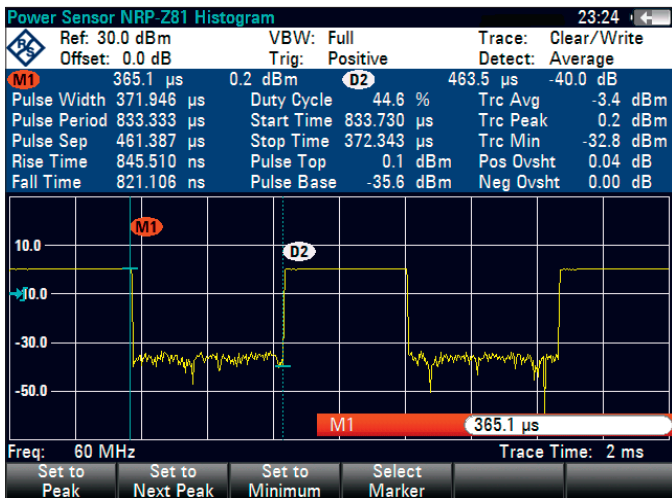 Power Sensor NRP-Z81 Histogram 23:24
R S Ref: 30.0 dBm VBW: Full Trace: Clear/Write
Offset: 0.0 dB Trig: Positive Detect: Average
M1 365.1 µs 0.2 dBm D2 463.5 µs -40.0 dB
Pulse Width 371.946 µs Duty Cycle 44.6 % Trc Avg -3.4 dBm
Pulse Period 833.333 µs Start Time 833.730 µs Trc Peak 0.2 dBm
Pulse Sep 461.387 µs Stop Time 372.343 µs Trc Min -32.8 dBm
Rise Time 845.510 ns Pulse Top 0.1 dBm Pos Ovsht 0.04 dB
Fall Time 821.106 ns Pulse Base -35.6 dBm Neg Ovsht 0.00 dB
M1
10.0
D2
-10.0
-30.0
-50.0
M1 365.1 µs
Freq: 60 MHz Trace Time: 2 ms
Set to Peak
Set to Next Peak
Set to Minimum
Select Marker